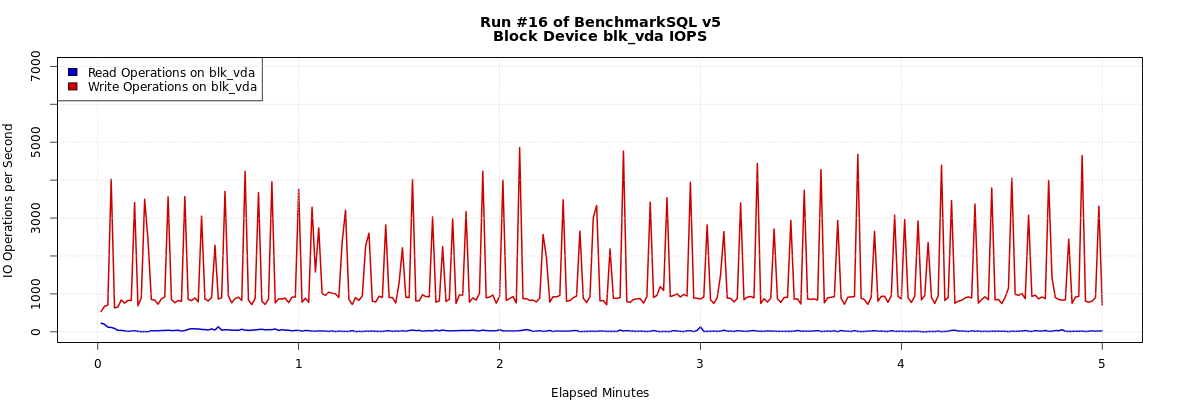 Run #16 of BenchmarkSQL v5
Block Device blk_vda IOPS
Read Operations on blk_vda
Write Operations on blk_vda
IO Operations per Second
7000
5000
3000
1000
0
0 1 2 3 4 5
Elapsed Minutes